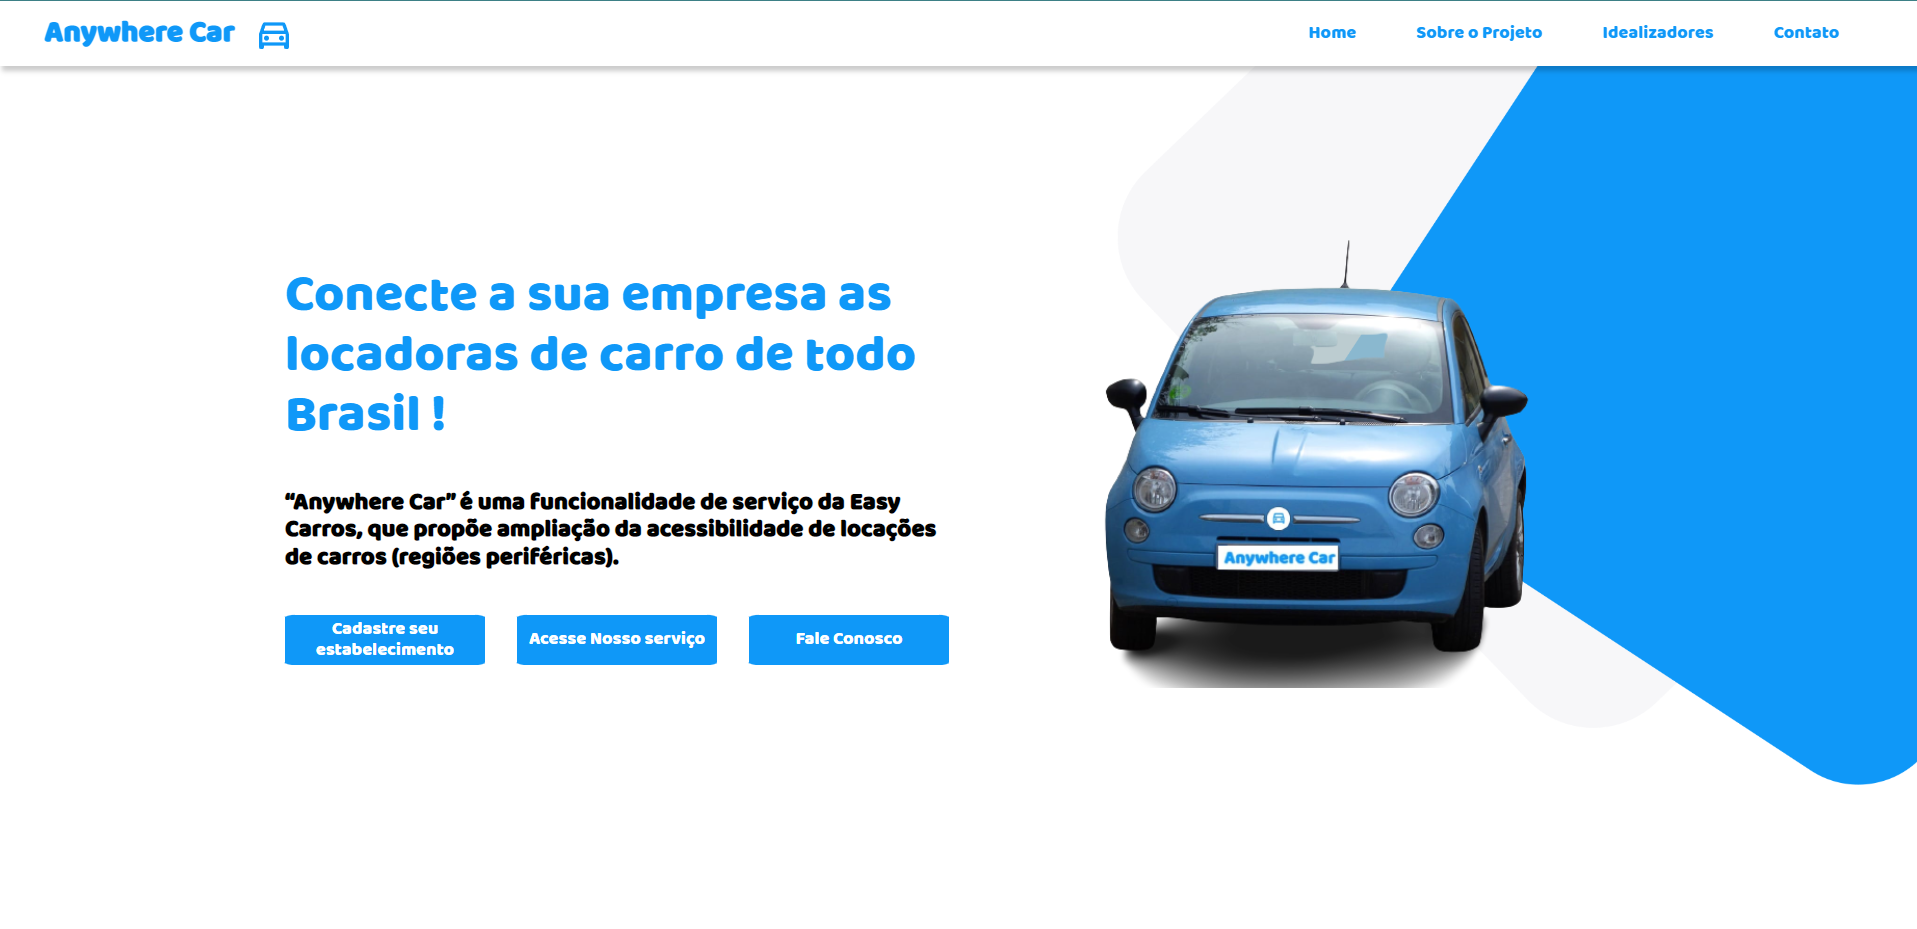 Anywhere Car
Home
Sobre o Projeto
Idealizadores
Contato
Conecte a sua empresa as
locadoras de carro de todo
Brasil !
“Anywhere Car” é uma funcionalidade de serviço da Easy
Carros, que propõe ampliação da acessibilidade de locações
de carros (regiões periféricas).
Cadastre seu
estabelecimento
Acesse Nosso serviço
Fale Conosco
Anywhere Car